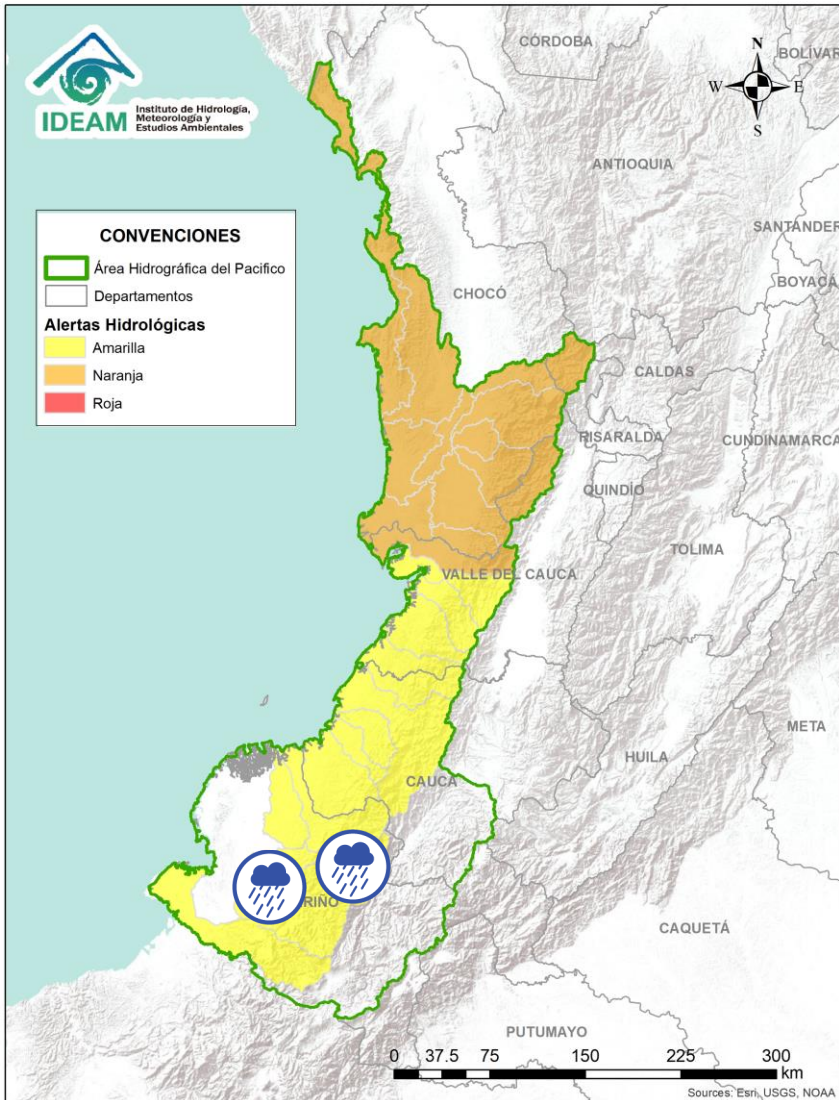 CÓRDOBA
BOLÍVAR
N
W E
S
IDEAM
Instituto de Hidrología,
Meteorología y
Estudios Ambientales
ANTIOQUIA
SANTANDER
CONVENCIONES
Área Hidrográfica del Pacifico
Departamentos
Alertas Hidrológicas
Amarilla
Naranja
Roja
BOYACÁ
CHOCÓ
CALDAS
RISARALDA
CUNDINAMARCA
QUINDÍO
TOLIMA
VALLE DEL CAUCA
META
HUILA
CAUCA
RIÑO
CAQUETÁ
PUTUMAYO
0 37.5 75 150 225 300
km
Sources: Esri, USGS, NOAA